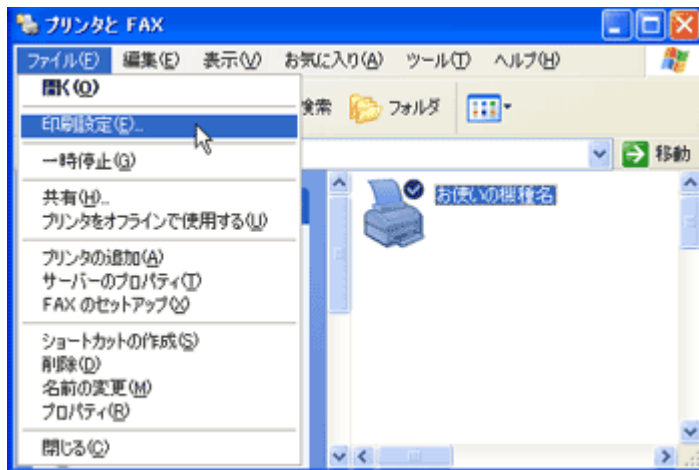 プリンタと FAX
ファイル(F) 編集(E) 表示(V) お気に入り(A) ツール(T) ヘルプ(H)
開く(O)
検索 フォルダ
印刷設定(E)...
移動
一時停止(G)
共有(H)...
お使いの機種名
プリンタをオフラインで使用する(U)
プリンタの追加(A)
サーバーのプロパティ(T)
FAX のセットアップ(X)
ショートカットの作成(S)
削除(D)
名前の変更(M)
プロパティ(R)
閉じる(C)